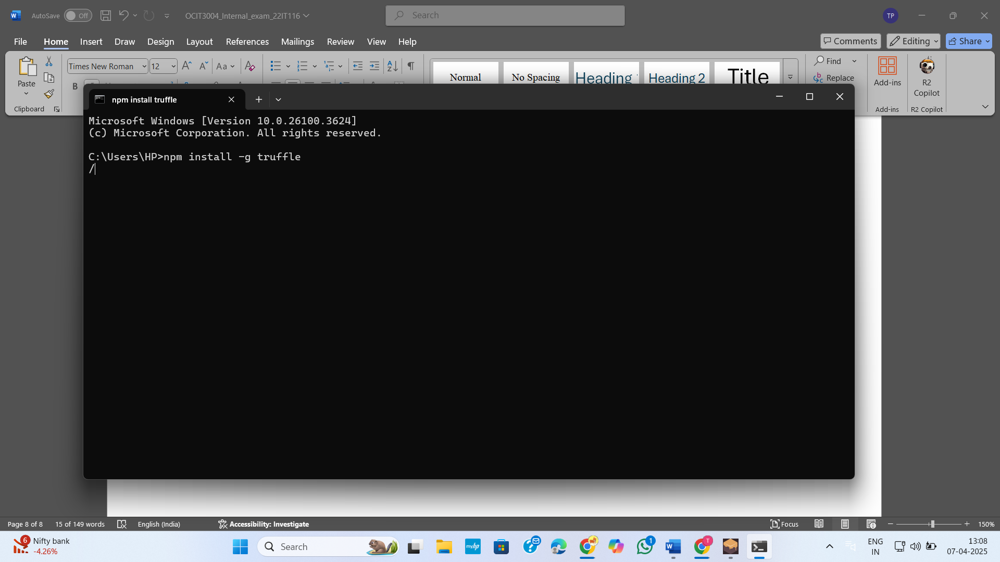 AutoSave Off OCIT3004_Internal_exam_22IT116 Search TP
File Home Insert Draw Design Layout References Mailings Review View Help Comments Editing Share
Paste
Clipboard
Times New Roman 12
Aa
B
Normal No Spacing Heading Heading 2 Title
Find
Replace
Add-ins
Add-ins
R2
Copilot
R2 Copilot
npm install truffle
Microsoft Windows [Version 10.0.26100.3624]
(c) Microsoft Corporation. All rights reserved.
C:\Users\HP>npm install -g truffle
/
Page 8 of 8 15 of 149 words English (India) Accessibility: Investigate Focus 150%
6
Nifty bank
-4.26%
Search
myhp
1
T
ENG
IN
13:08
07-04-2025